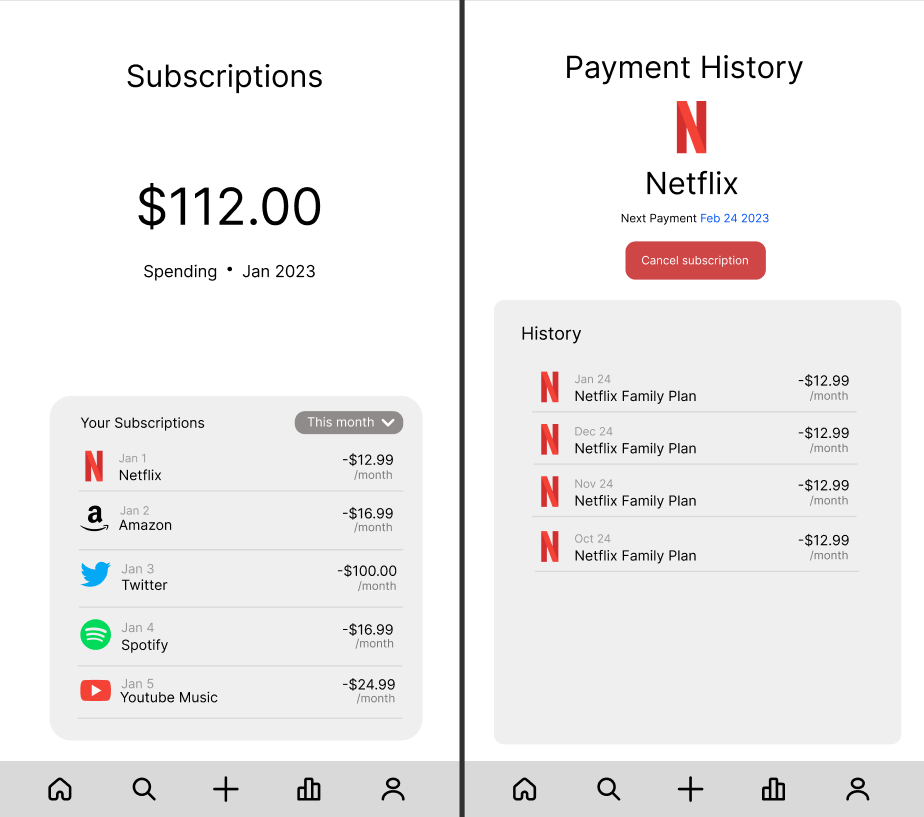 Subscriptions
$112.00
Spending • Jan 2023
Your Subscriptions
This month
Jan 1
Netflix
-$12.99
/month
Jan 2
Amazon
-$16.99
/month
Jan 3
Twitter
-$100.00
/month
Jan 4
Spotify
-$16.99
/month
Jan 5
Youtube Music
-$24.99
/month
Payment History
Netflix
Next Payment Feb 24 2023
Cancel subscription
History
Jan 24
Netflix Family Plan
-$12.99
/month
Dec 24
Netflix Family Plan
-$12.99
/month
Nov 24
Netflix Family Plan
-$12.99
/month
Oct 24
Netflix Family Plan
-$12.99
/month